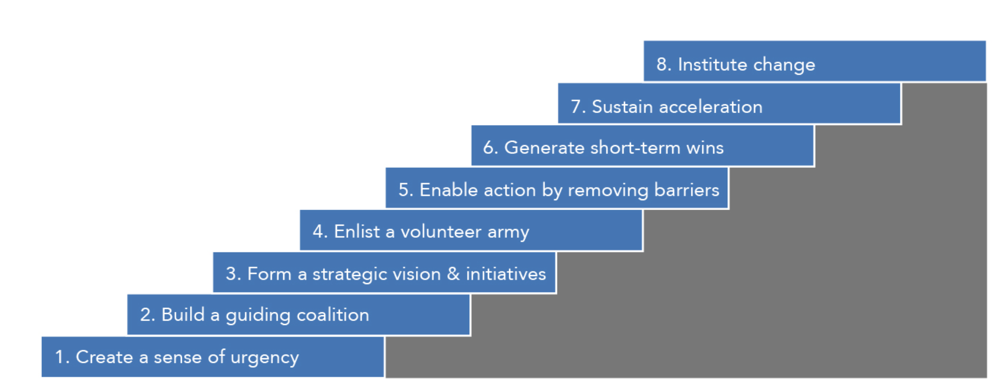 8. Institute change
7. Sustain acceleration
6. Generate short-term wins
5. Enable action by removing barriers
4. Enlist a volunteer army
3. Form a strategic vision & initiatives
2. Build a guiding coalition
1. Create a sense of urgency